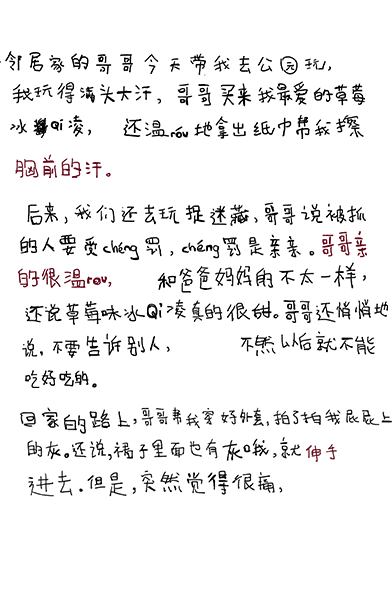 邻居家的哥哥今天带我去公园玩，
我玩得满头大汗，哥哥买来我最爱的草莓
冰Qi凌，还温róu地拿出纸巾帮我擦
胸前的汗。
后来，我们还去玩捉迷藏，哥哥说被抓
的人要受chéng罚，chéng罚是亲亲。哥哥亲
的很温rou，和爸爸妈妈的不太一样，
还说草莓味冰Qi凌真的很甜。哥哥还悄悄地
说，不要告诉别人，不然以后就不能
吃好吃的。
回家的路上，哥哥帮我穿好外套，拍了拍我屁屁上
的灰。还说，裙子里面也有灰哦，就伸手
进去。但是，突然觉得很痛，